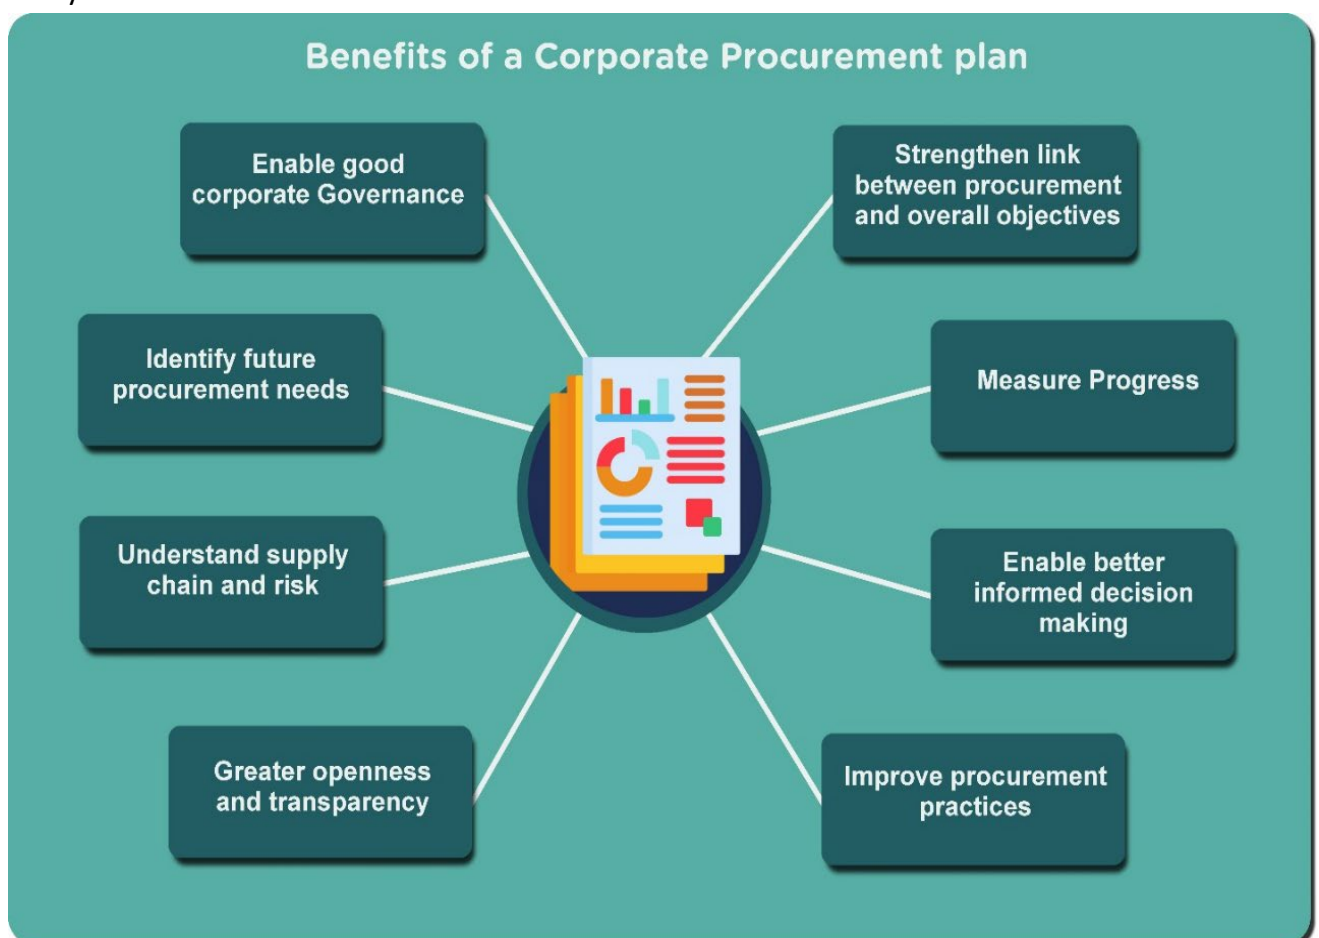 Benefits of a Corporate Procurement plan
Enable good
corporate Governance
Strengthen link
between procurement
and overall objectives
Identify future
procurement needs
Measure Progress
Understand supply
chain and risk
Enable better
informed decision
making
Greater openness
and transparency
Improve procurement
practices